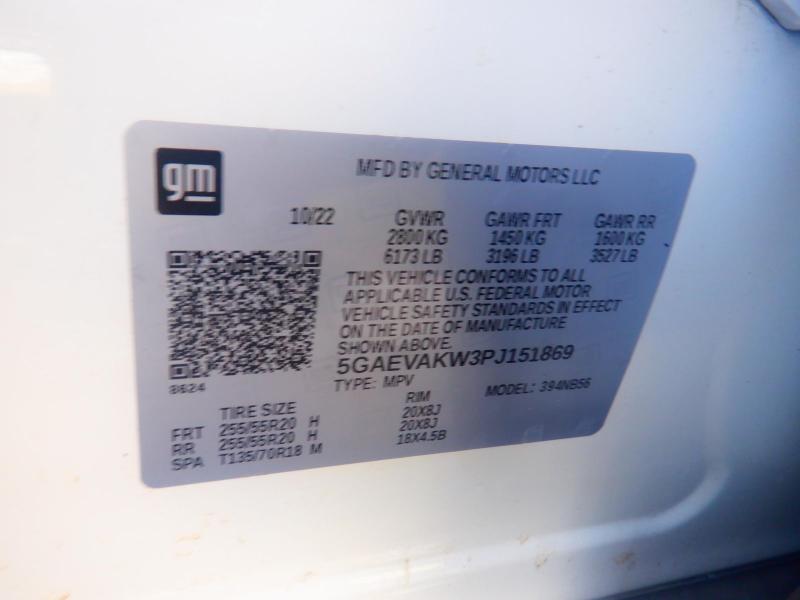 gm
MFD BY GENERAL MOTORS LLC
10/22 GVWR GAWR FRT GAWR RR
2800 KG 1450 KG 1600 KG
6173 LB 3196 LB 3527 LB
THIS VEHICLE CONFORMS TO ALL
APPLICABLE U.S. FEDERAL MOTOR
VEHICLE SAFETY STANDARDS IN EFFECT
ON THE DATE OF MANUFACTURE
SHOWN ABOVE.
5GAEVAKW3PJ151869
8624
TYPE: MPV MODEL: 394NB56
TIRE SIZE RIM
FRT 255/55R20 H 20X8J
RR 255/55R20 H 20X8J
SPA T135/70R18 M 18X4.5B